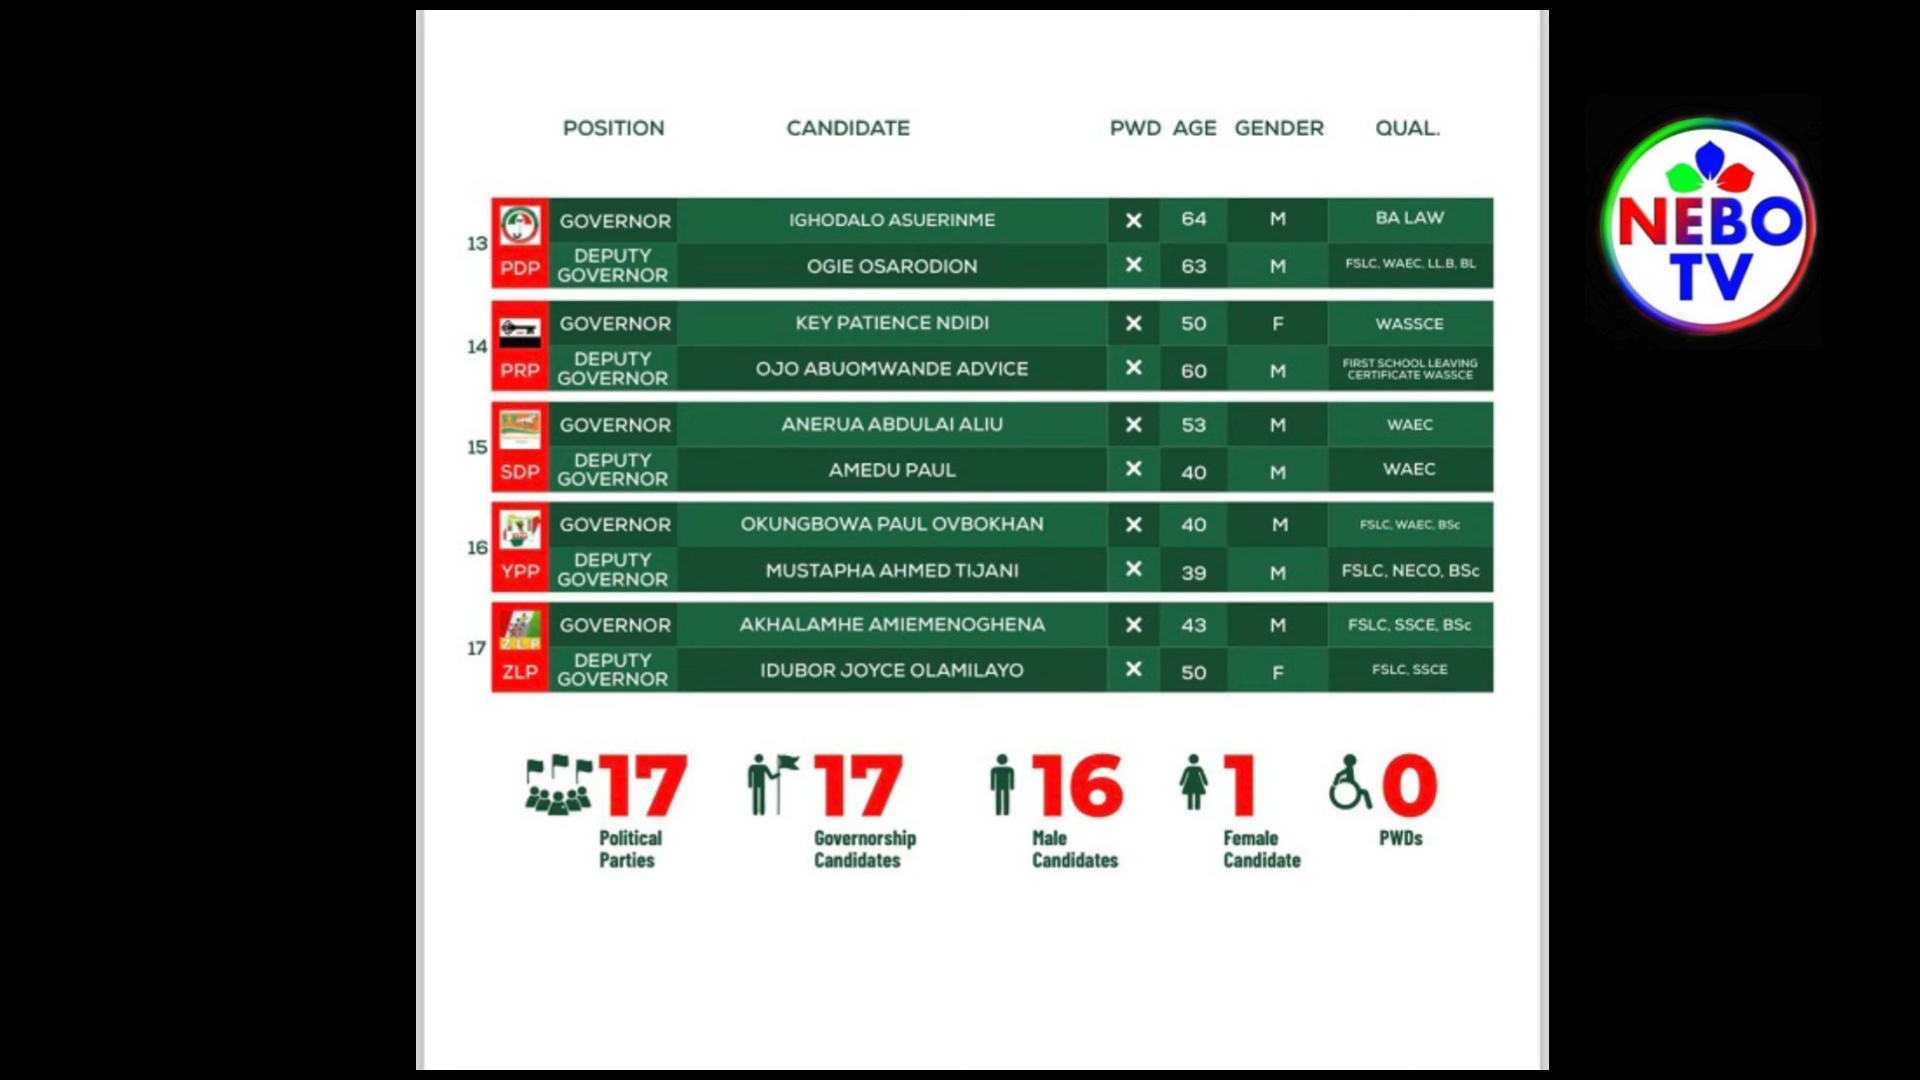 POSITION CANDIDATE PWD AGE GENDER QUAL.
13 PDP
GOVERNOR IGHODALO ASUERINME X 64 M BA LAW
DEPUTY GOVERNOR OGIE OSARODION X 63 M FSLC, WAEC, LL.B, BL
14 PRP
GOVERNOR KEY PATIENCE NDIDI X 50 F WASSCE
DEPUTY GOVERNOR OJO ABUOMWANDE ADVICE X 60 M FIRST SCHOOL LEAVING CERTIFICATE WASSCE
15 SDP
GOVERNOR ANERUA ABDULAI ALIU X 53 M WAEC
DEPUTY GOVERNOR AMEDU PAUL X 40 M WAEC
16 YPP
GOVERNOR OKUNGBOWA PAUL OVBOKHAN X 40 M FSLC, WAEC, BSc
DEPUTY GOVERNOR MUSTAPHA AHMED TIJANI X 39 M FSLC, NECO, BSc
17 ZLP
GOVERNOR AKHALAMHE AMIEMENOGHENA X 43 M FSLC, SSCE, BSc
DEPUTY GOVERNOR IDUBOR JOYCE OLAMILAYO X 50 F FSLC, SSCE
17 Political Parties
17 Governorship Candidates
16 Male Candidates
1 Female Candidate
0 PWDs
NEBO
TV